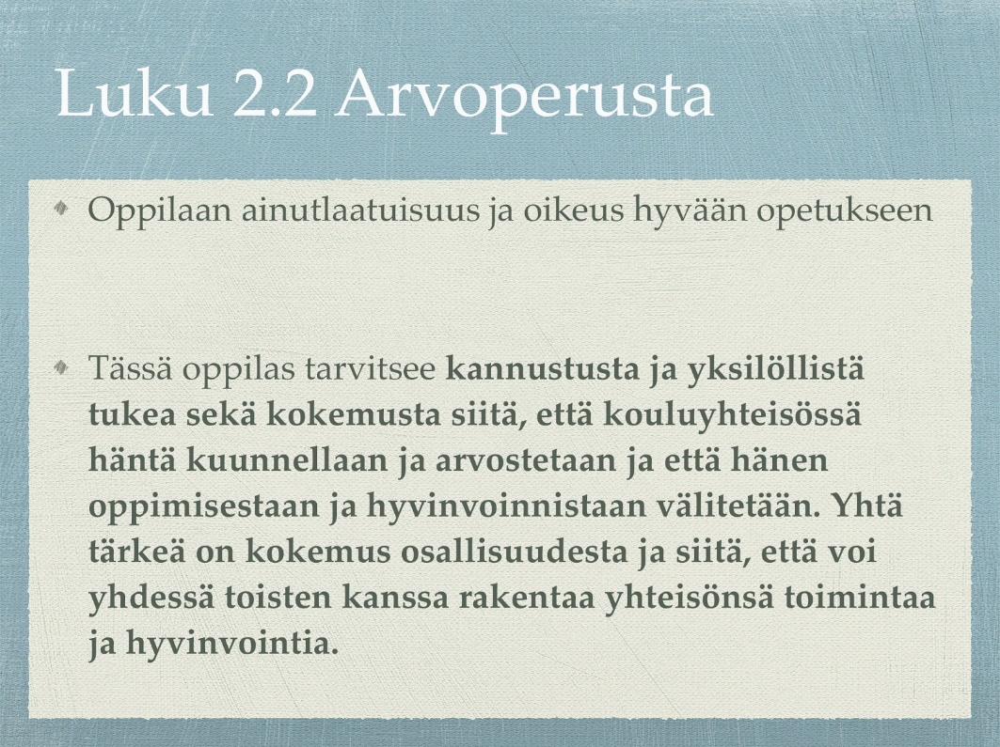 Luku 2.2 Arvoperusta
Oppilaan ainutlaatuisuus ja oikeus hyvään opetukseen
Tässä oppilas tarvitsee kannustusta ja yksilöllistä
tukea sekä kokemusta siitä, että kouluyhteisössä
häntä kuunnellaan ja arvostetaan ja että hänen
oppimisestaan ja hyvinvoinnistaan välitetään. Yhtä
tärkeä on kokemus osallisuudesta ja siitä, että voi
yhdessä toisten kanssa rakentaa yhteisönsä toimintaa
ja hyvinvointia.